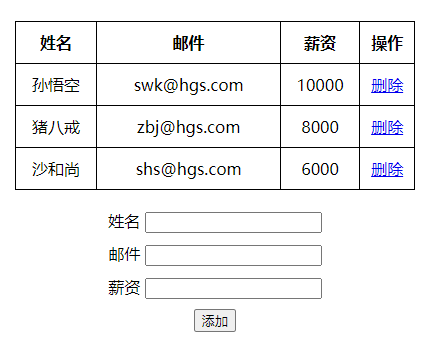 姓名 邮件 薪资 操作
孙悟空 swk@hgs.com 10000 删除
猪八戒 zbj@hgs.com 8000 删除
沙和尚 shs@hgs.com 6000 删除
姓名
邮件
薪资
添加